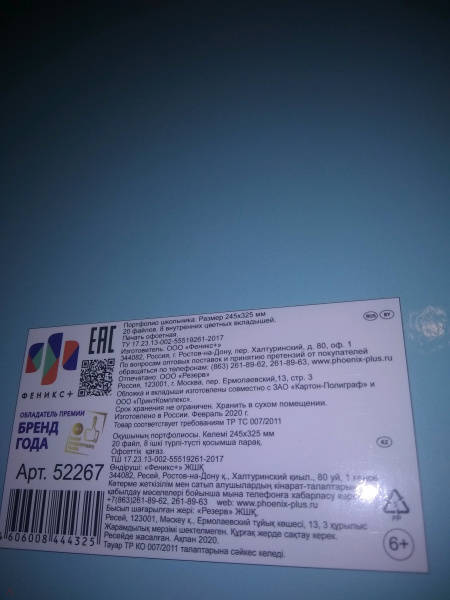 Портфолио школьника. Размер 245х325 мм
20 файлов, 8 внутренних цветных вкладышей.
Печать офсетная.
ТУ 17.23.13-002-55519261-2017
Изготовитель: ООО «Феникс+»
344082, Россия, г. Ростов-на-Дону, пер. Халтуринский, д. 80, оф. 1
По вопросам оптовых поставок и принятию претензий от покупателей
обращаться по телефонам: (863) 261-89-62, 261-89-63, www.phoenix-plus.ru
Отпечатано: ООО «Резерв»
Россия, 123001, г. Москва, пер. Ермолаевский,13, стр. 3
Обложка и вкладыши изготовлены совместно с ЗАО «Картон-Полиграф» и
ООО «ПринтКомплекс».
Срок хранения не ограничен. Хранить в сухом помещении.
Изготовлено в России. Февраль 2020 г.
Соответствует требованиям ТР ТС 007/2011
RUS BY
EAC
ФЕНИКС+
ОБЛАДАТЕЛЬ ПРЕМИИ
БРЕНД
ГОДА
Арт. 52267
4606008 444325
Оқушының портфолиосы. Көлемі 245х325 мм
20 файл, 8 ішкі түрлі-түсті қосымша парақ.
Офсеттік қағаз.
ТШ 17.23.13-002-55519261-2017
Өндіруші: «Феникс+» ЖШҚ
344082, Ресей, Ростов-на-Дону қ., Халтуринский қиыл., 80 үй, 1 кеңсе
Көтерме жеткізілім мен сатып алушылардың кінарат-талаптарын
қабылдау мәселелері бойынша мына телефонға хабарласу
+7(863)261-89-62, 261-89-63 web: www.phoenix-plus.ru
Басып шығарылған жері: «Резерв» ЖШҚ,
Ресей, 123001, Мәскеу қ., Ермолаевский тұйық көшесі, 13, 3 құрылыс
Жарамдылық мерзімі шектелмеген. Құрғақ жерде сақтау керек.
Ресейде жасалған. Ақпан 2020.
Тауар ТР КО 007/2011 талаптарына сәйкес келеді.
KZ
PP
6+